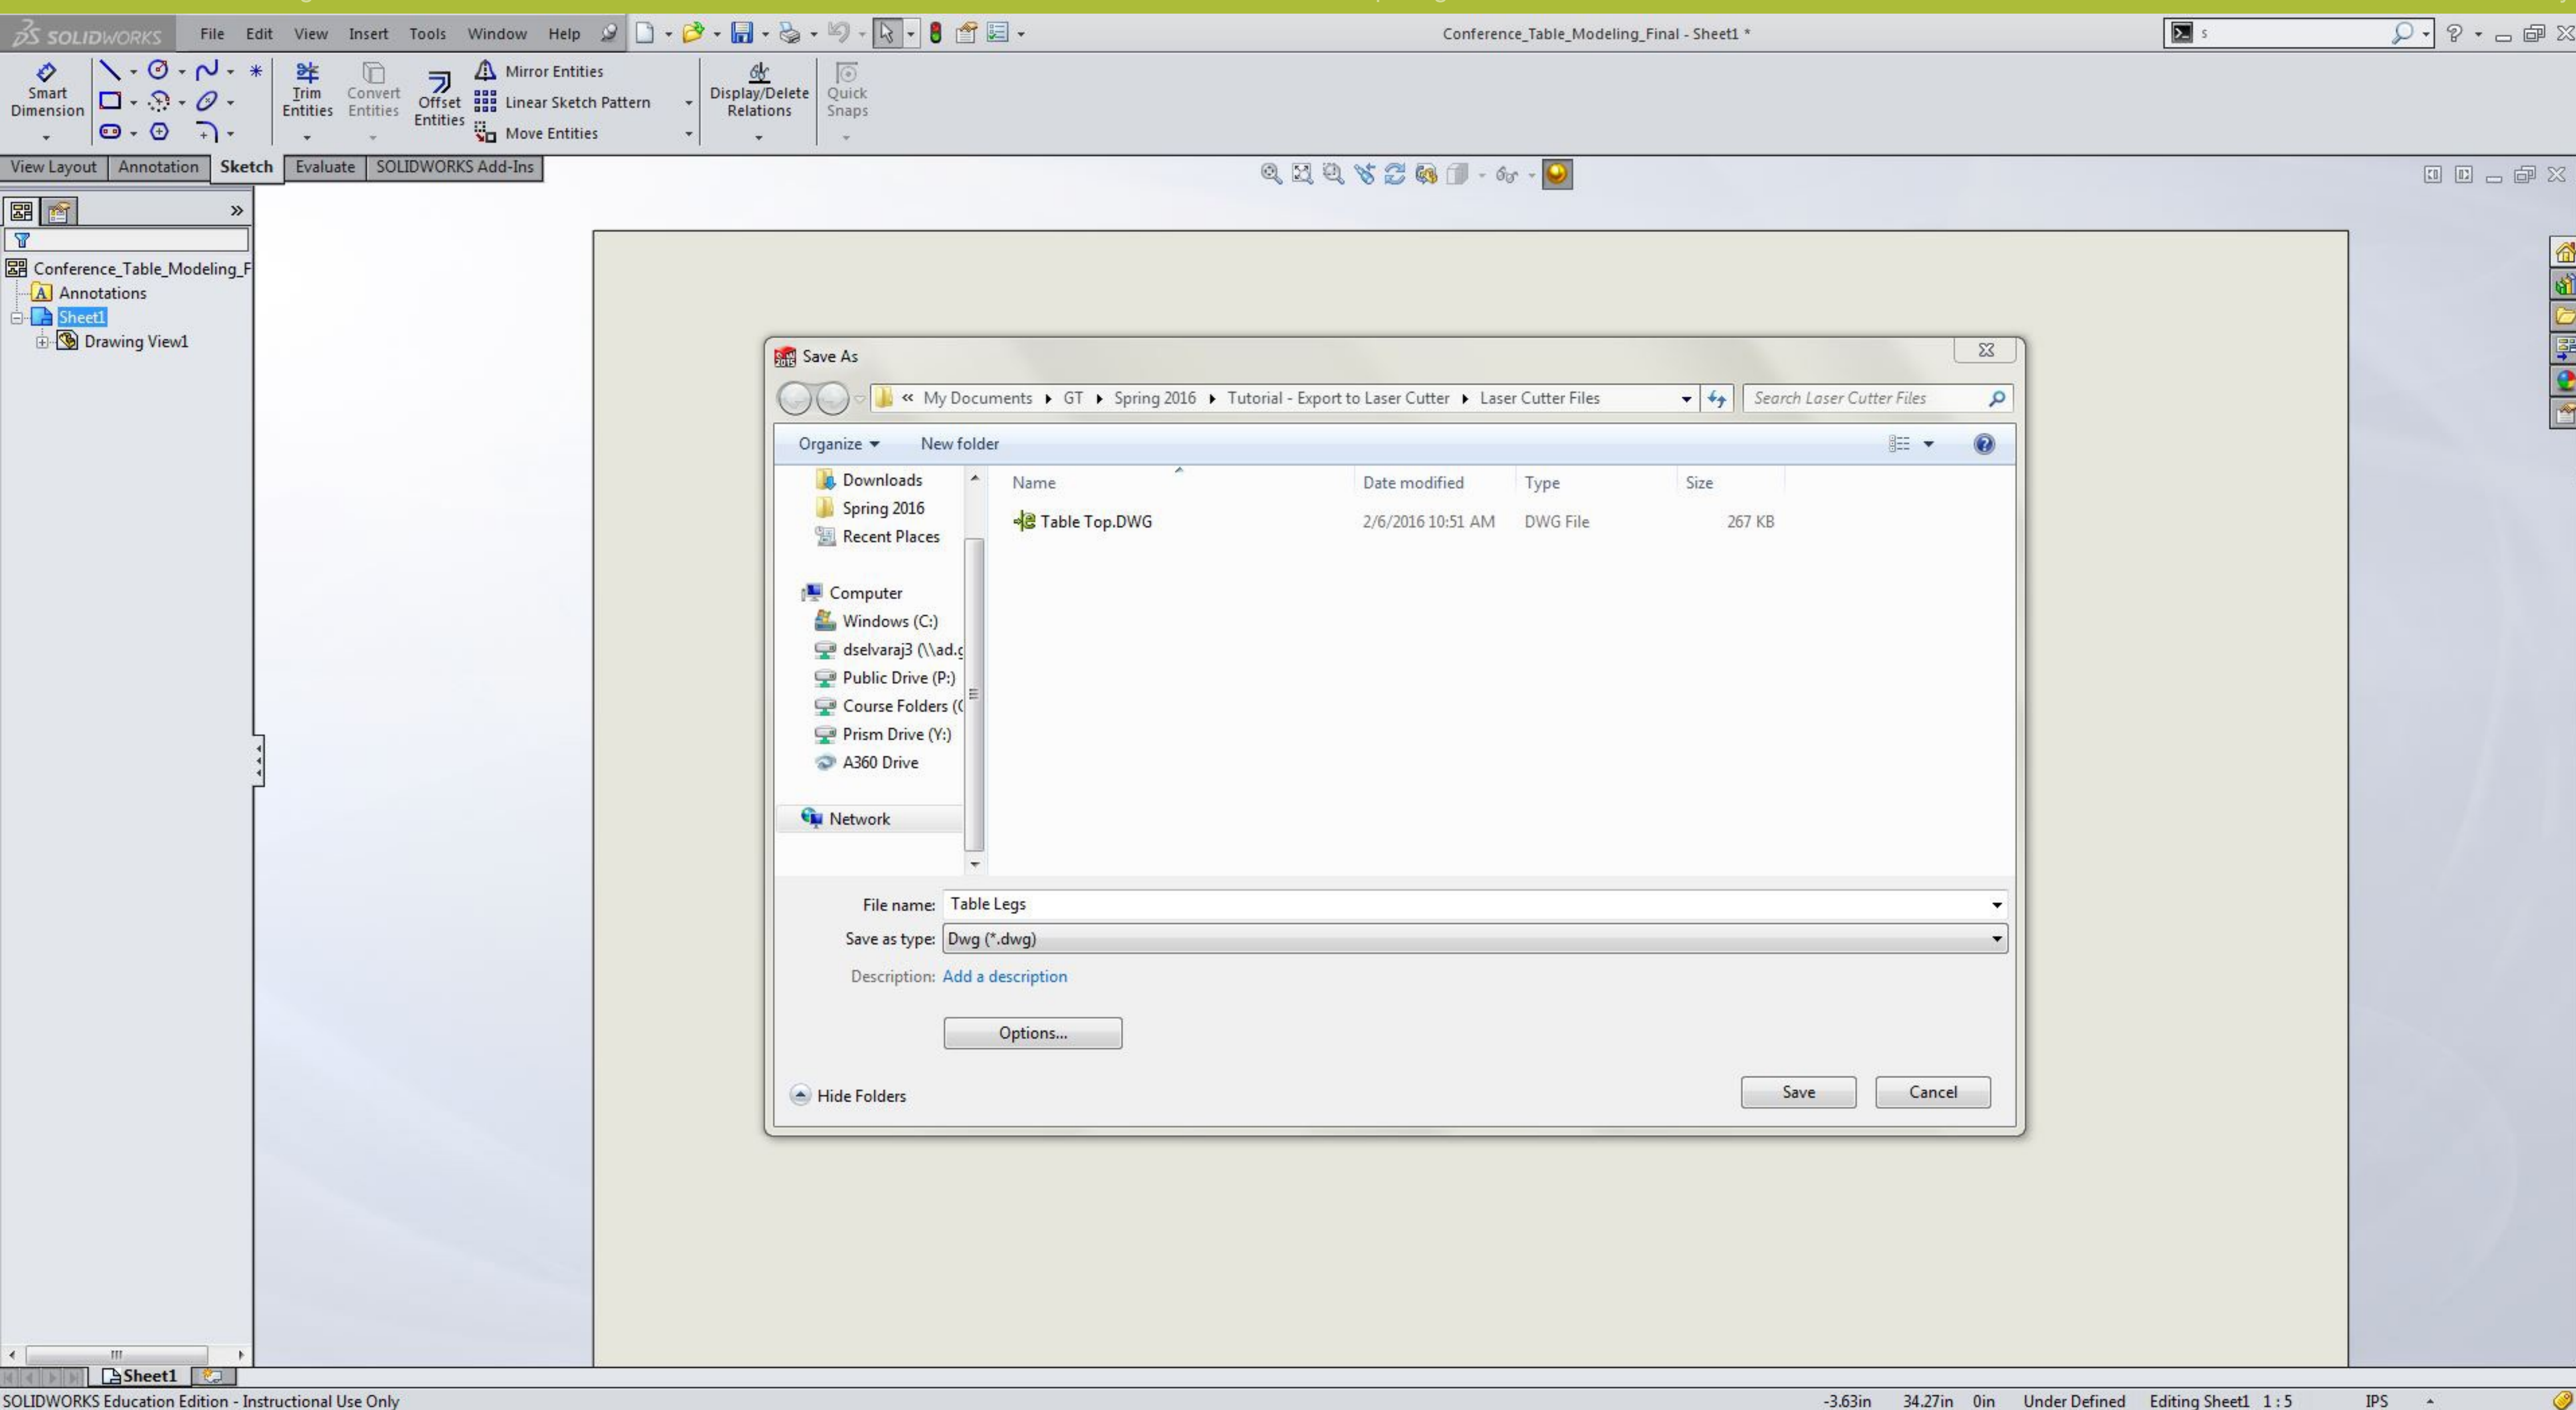 SOLIDWORKS File Edit View Insert Tools Window Help Conference_Table_Modeling_Final - Sheet1 * s
Smart Dimension
Trim Entities
Convert Entities
Offset Entities
Mirror Entities
Linear Sketch Pattern
Move Entities
Display/Delete Relations
Quick Snaps
View Layout Annotation Sketch Evaluate SOLIDWORKS Add-Ins
Conference_Table_Modeling_F
Annotations
Sheet1
Drawing View1
Save As
« My Documents GT Spring 2016 Tutorial - Export to Laser Cutter Laser Cutter Files Search Laser Cutter Files
Organize New folder
Downloads
Spring 2016
Recent Places
Computer
Windows (C:)
dselvaraj3 (\\ad.g
Public Drive (P:)
Course Folders (
Prism Drive (Y:)
A360 Drive
Network
Name Date modified Type Size
Table Top.DWG 2/6/2016 10:51 AM DWG File 267 KB
File name: Table Legs
Save as type: Dwg (*.dwg)
Description: Add a description
Options...
Hide Folders Save Cancel
Sheet1
SOLIDWORKS Education Edition - Instructional Use Only -3.63in 34.27in 0in Under Defined Editing Sheet1 1 : 5 IPS